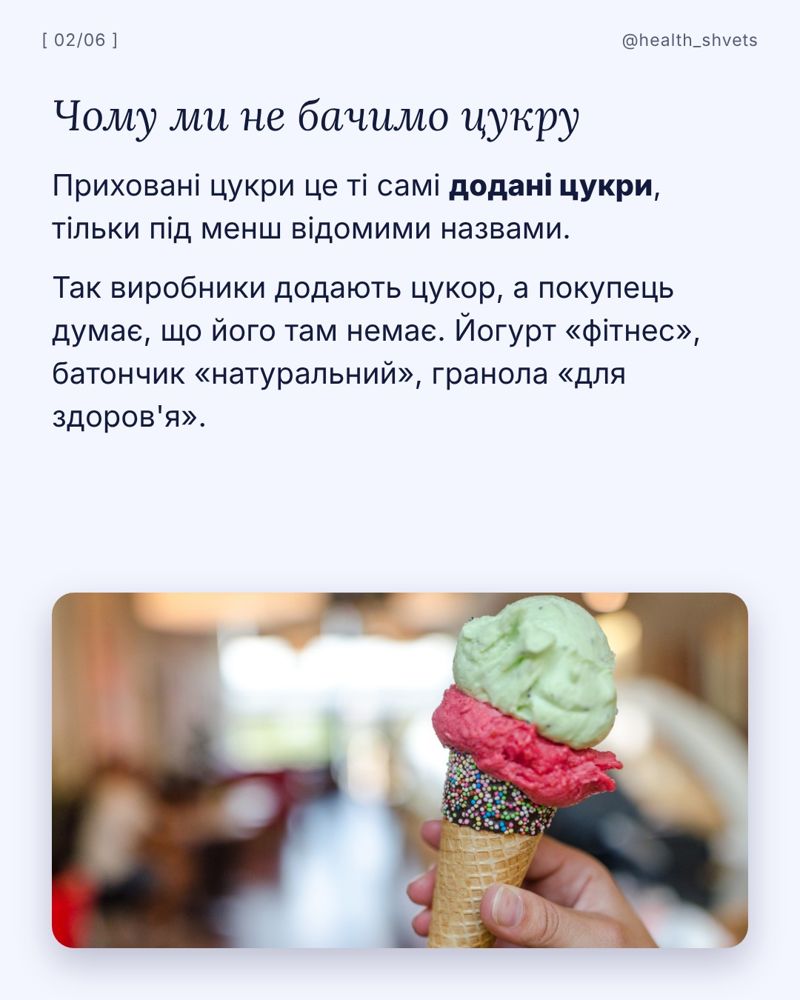 [ 02/06 ]
@health_shvets
Чому ми не бачимо цукру
Приховані цукри це ті самі додані цукри,
тільки під менш відомими назвами.
Так виробники додають цукор, а покупець
думає, що його там немає. Йогурт «фітнес»,
батончик «натуральний», гранола «для
здоров'я».